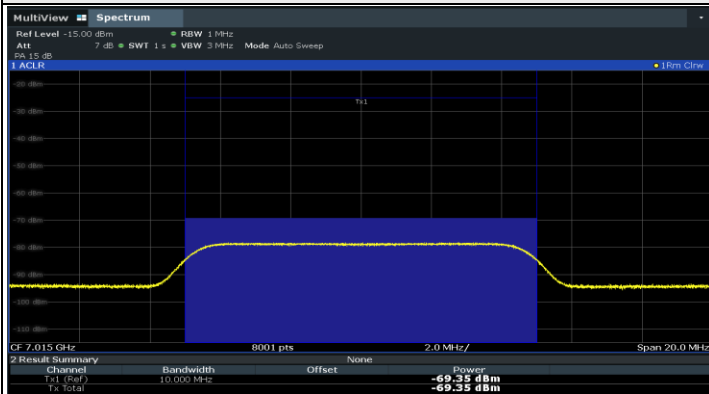 MultiView Spectrum
Ref Level -15.00 dBm RBW 1 MHz
Att 7 dB SWT 1 s VBW 3 MHz Mode Auto Sweep
PA 15 dB
1 ACLR 1Rm Clrw
-20 dBm
Tx1
-30 dBm
-40 dBm
-50 dBm
-60 dBm
-70 dBm
-80 dBm
-90 dBm
-100 dBm
-110 dBm
CF 7.015 GHz 8001 pts 2.0 MHz/ Span 20.0 MHz
2 Result Summary None
Channel Bandwidth Offset Power
Tx1 (Ref) 10.000 MHz -69.35 dBm
Tx Total -69.35 dBm